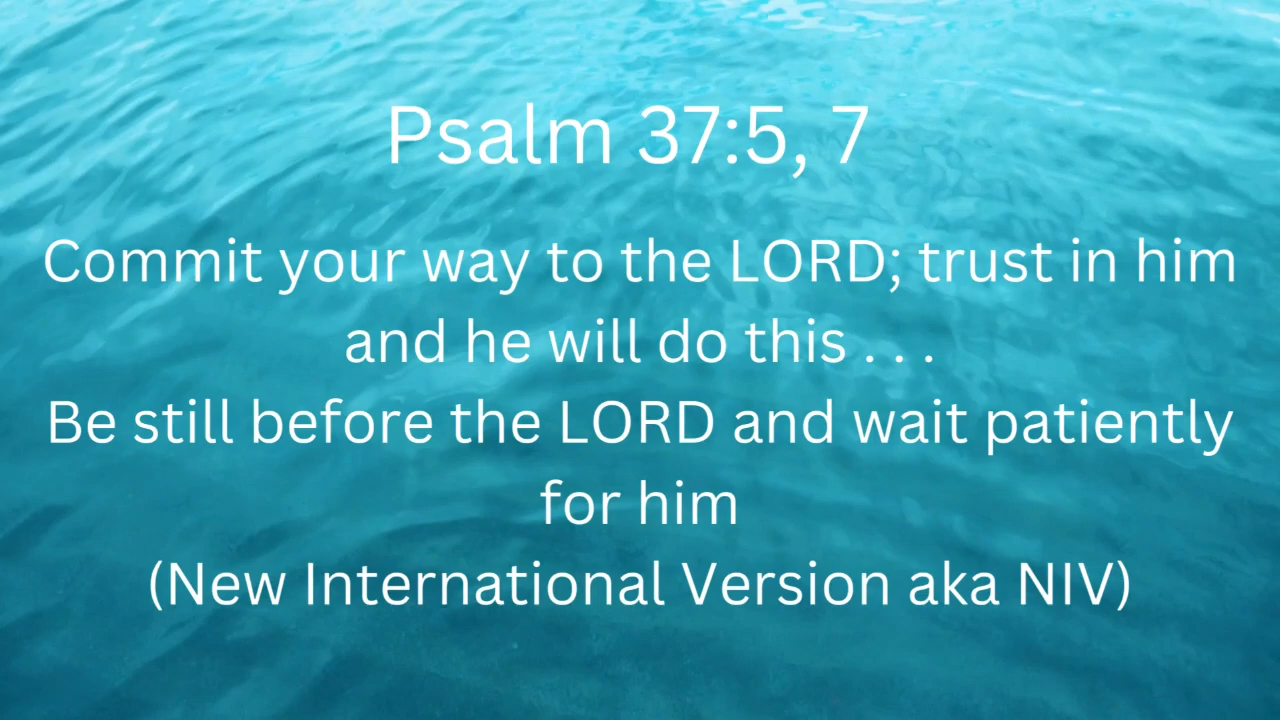 Psalm 37:5, 7
Commit your way to the LORD; trust in him
and he will do this . . .
Be still before the LORD and wait patiently
for him
(New International Version aka NIV)